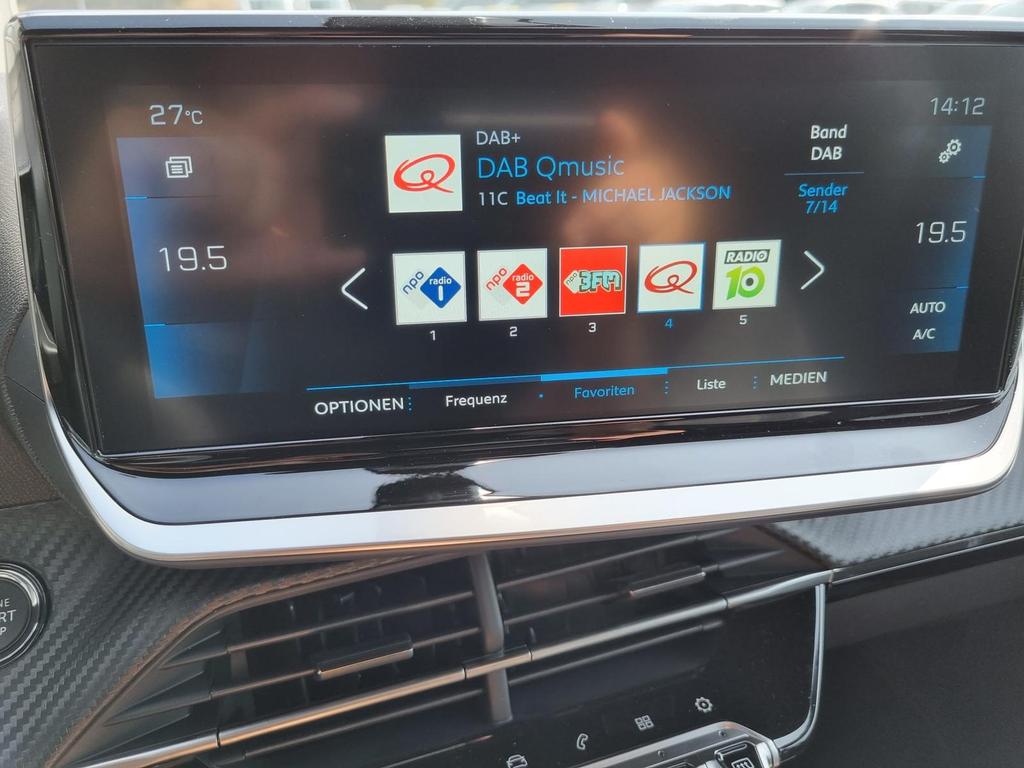 27°C
14:12
DAB+
DAB Qmusic
11C Beat It - MICHAEL JACKSON
Band
DAB
Sender
7/14
19.5
19.5
npo radio 1
npo radio 2
npo 3FM
RADIO 10
1
2
3
4
5
AUTO
A/C
OPTIONEN
Frequenz
Favoriten
Liste
MEDIEN